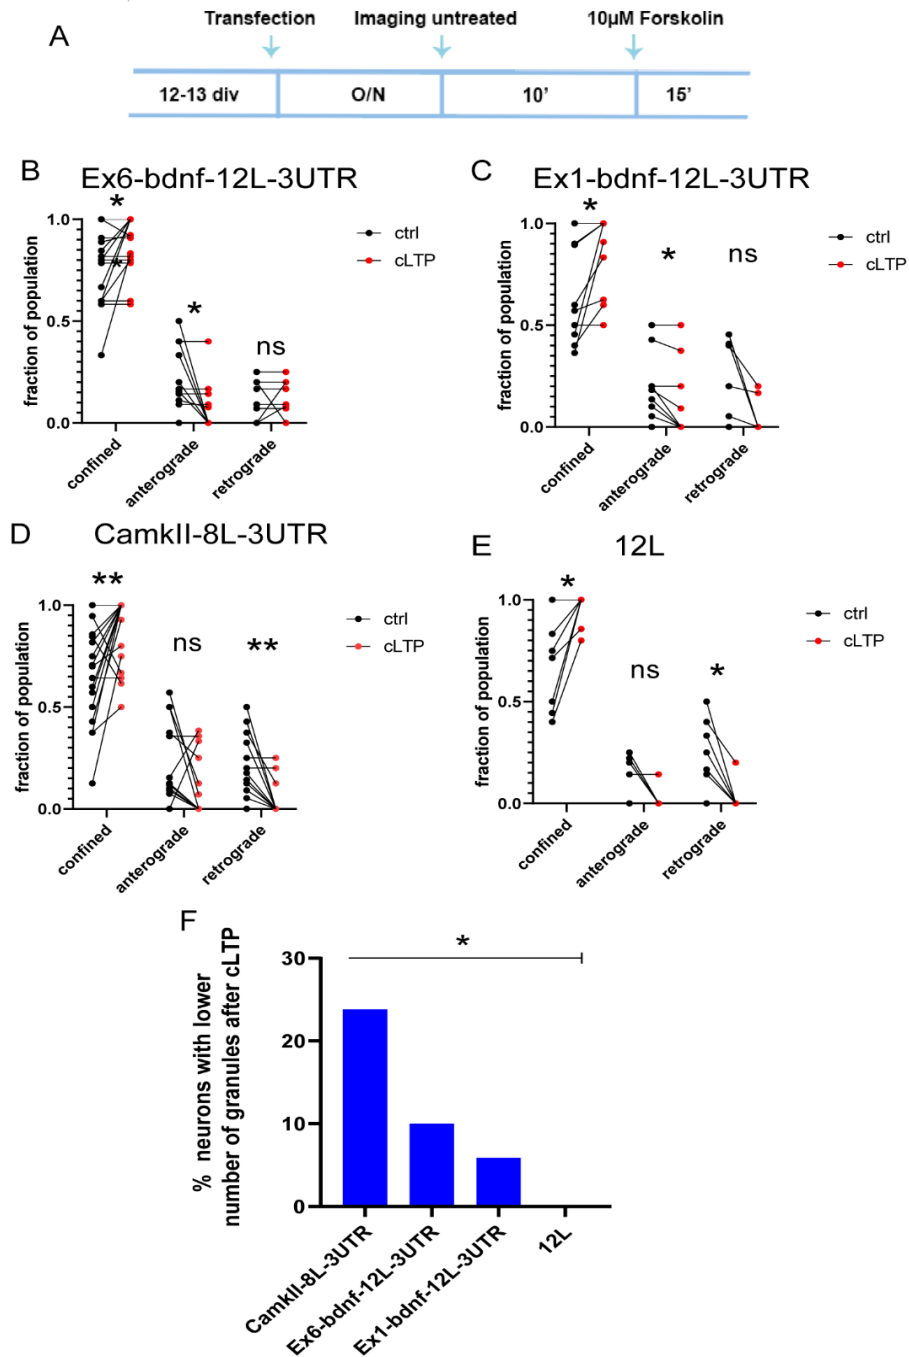 A
Transfection Imaging untreated 10µM Forskolin
12-13 div O/N 10’ 15’
B
Ex6-bdnf-12L-3UTR
*
ctrl
cLTP
*
*
ns
fraction of population
1.0
0.5
0.0
confined
anterograde
retrograde
C
Ex1-bdnf-12L-3UTR
*
*
ns
ctrl
cLTP
fraction of population
1.0
0.5
0.0
confined
anterograde
retrograde
D
CamkII-8L-3UTR
**
ns
**
ctrl
cLTP
fraction of population
1.0
0.5
0.0
confined
anterograde
retrograde
E
12L
*
ns
*
ctrl
cLTP
fraction of population
1.0
0.5
0.0
confined
anterograde
retrograde
F
*
% neurons with lower
number of granules after cLTP
30
20
10
0
CamkII-8L-3UTR
Ex6-bdnf-12L-3UTR
Ex1-bdnf-12L-3UTR
12L